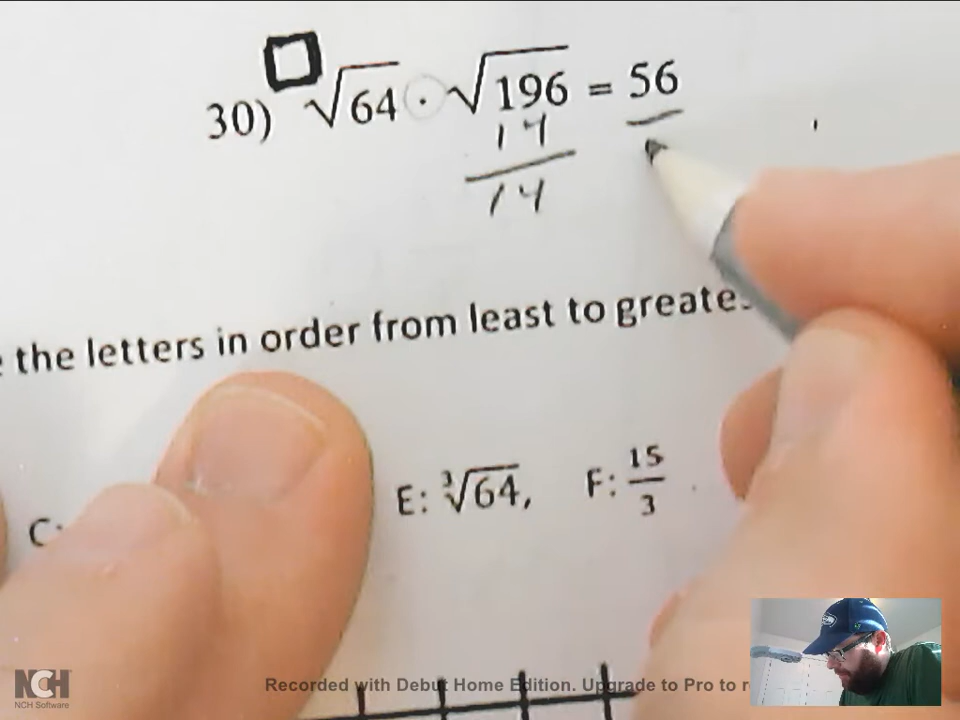 30) √64 · √196 = 56
14
14
the letters in order from least to greate
C:
E: ∛64, F: 15/3
NCH
NCH Software
Recorded with Debut Home Edition. Upgrade to Pro to r